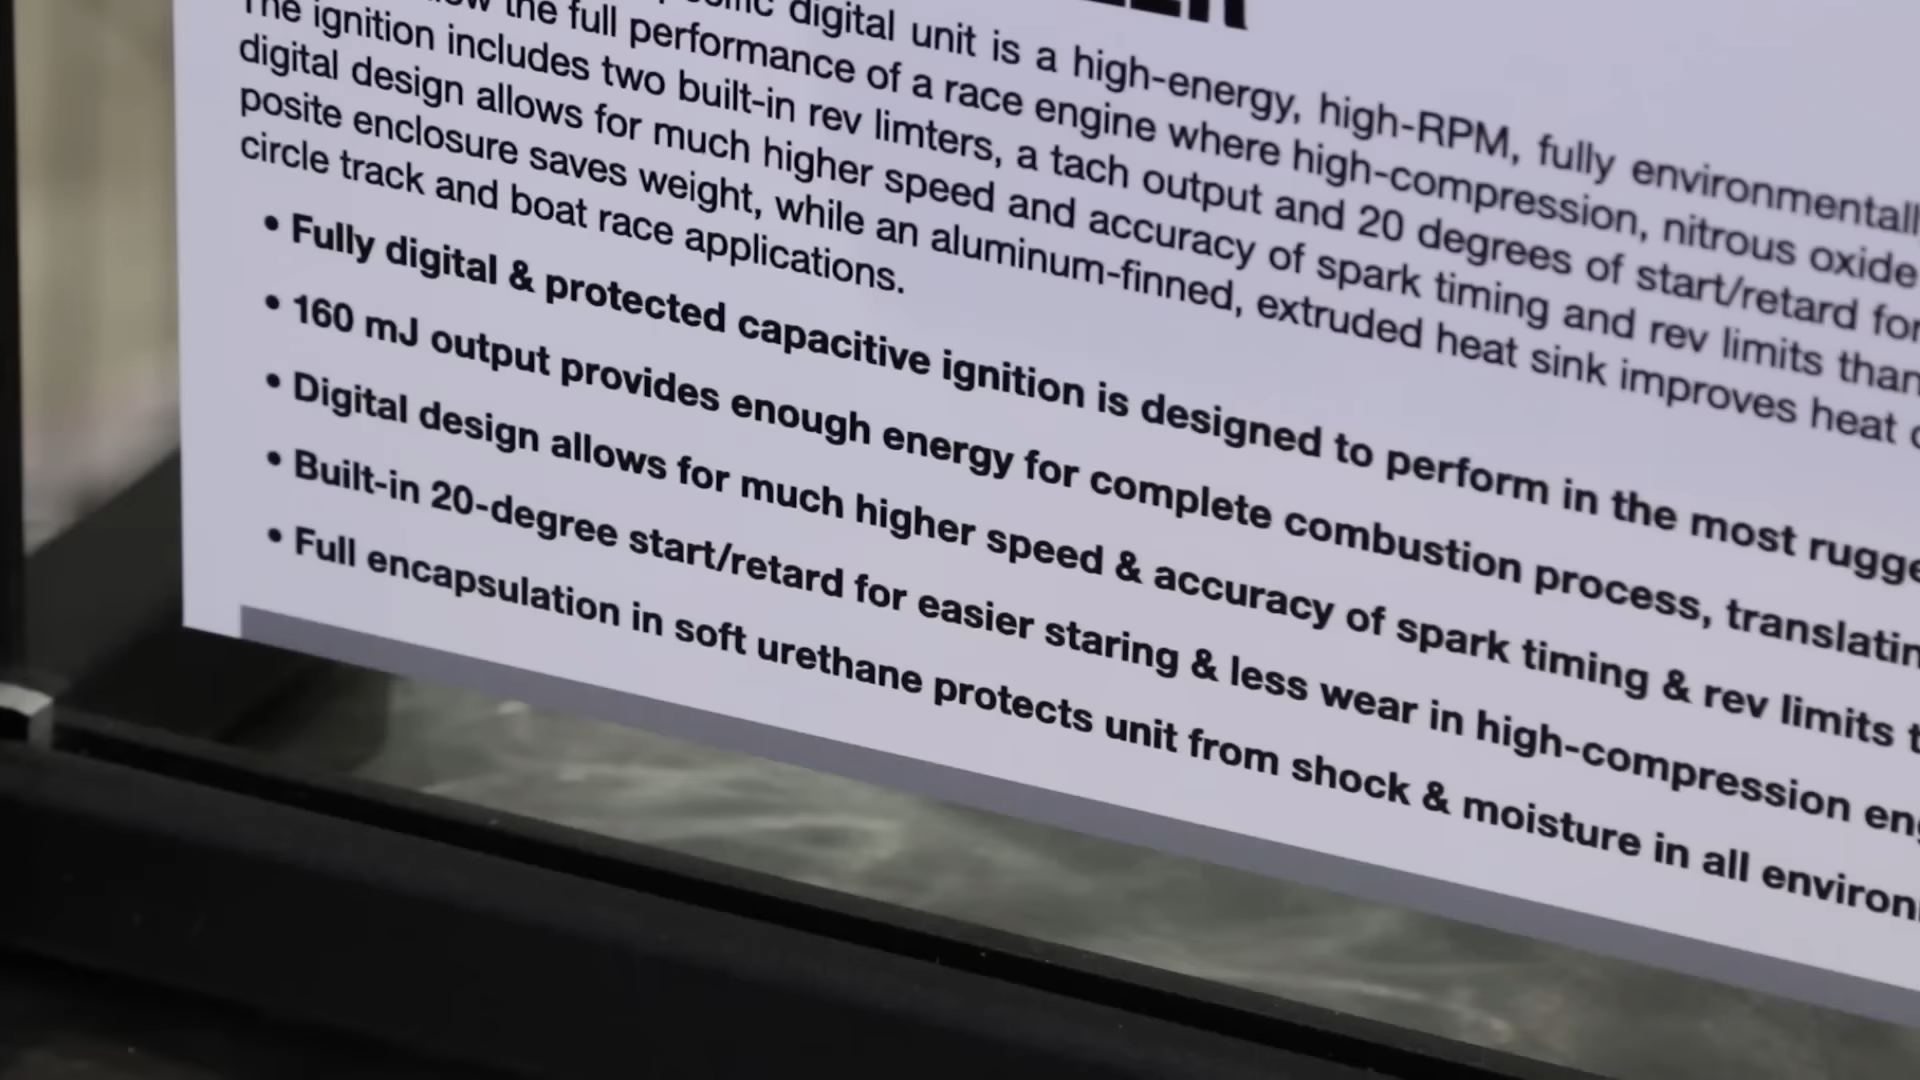 digital unit is a high-energy, high-RPM, fully environmentall
the full performance of a race engine where high-compression, nitrous oxide
The ignition includes two built-in rev limters, a tach output and 20 degrees of start/retard for
digital design allows for much higher speed and accuracy of spark timing and rev limits than
posite enclosure saves weight, while an aluminum-finned, extruded heat sink improves heat
circle track and boat race applications.
• Fully digital & protected capacitive ignition is designed to perform in the most rugge
• 160 mJ output provides enough energy for complete combustion process, translatin
• Digital design allows for much higher speed & accuracy of spark timing & rev limits t
• Built-in 20-degree start/retard for easier staring & less wear in high-compression en
• Full encapsulation in soft urethane protects unit from shock & moisture in all environ